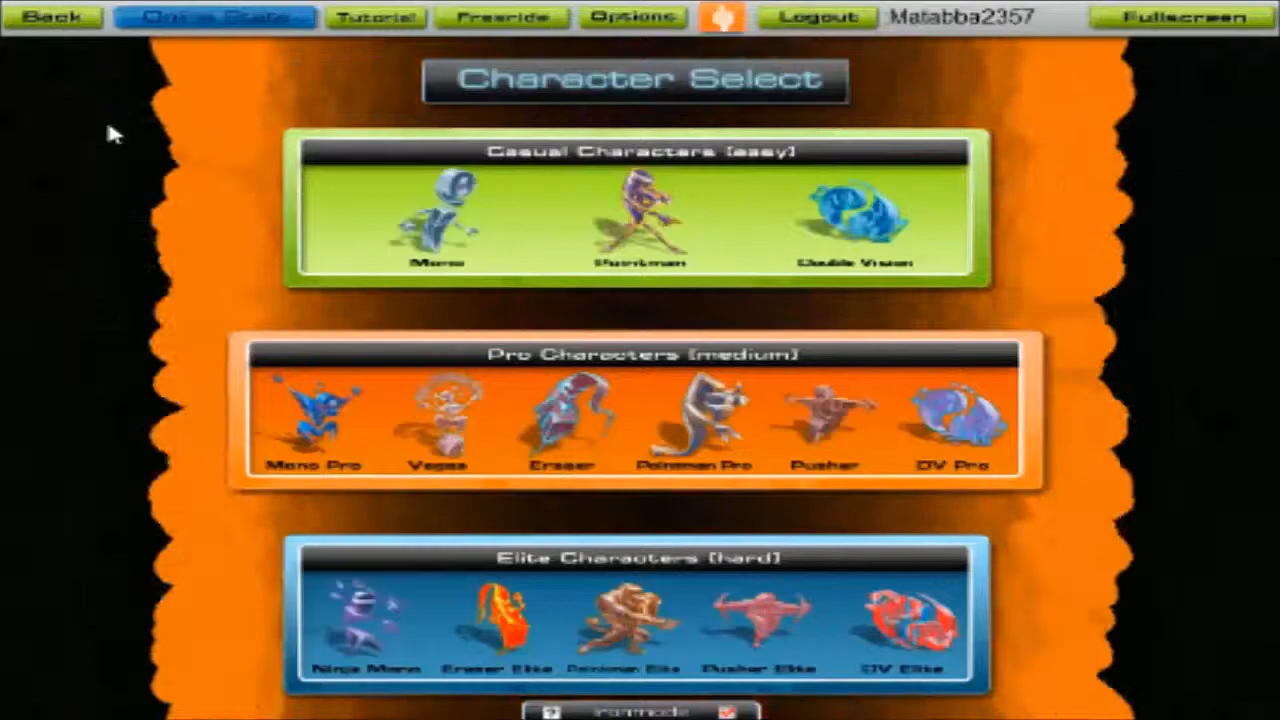 Back Online Stats Tutorial Freeride Options Logout Matabba2357 Fullscreen
Character Select
Casual Characters [easy]
Mono Pointman Double Vision
Pro Characters [medium]
Mono Pro Vegas Eraser Pointman Pro Pusher DV Pro
Elite Characters [hard]
Ninja Mono Eraser Elite Pointman Elite Pusher Elite DV Elite
? Ironmode